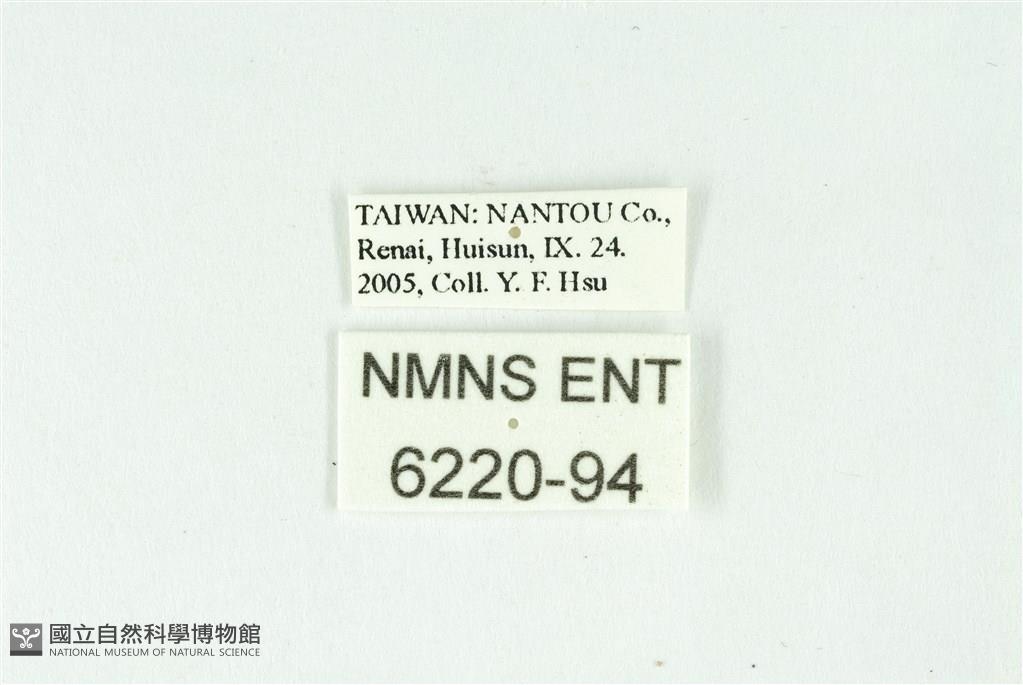 TAIWAN: NANTOU Co.,
Renai, Huisun, IX. 24.
2005, Coll. Y. F. Hsu
NMNS ENT
6220-94
國立自然科學博物館
NATIONAL MUSEUM OF NATURAL SCIENCE